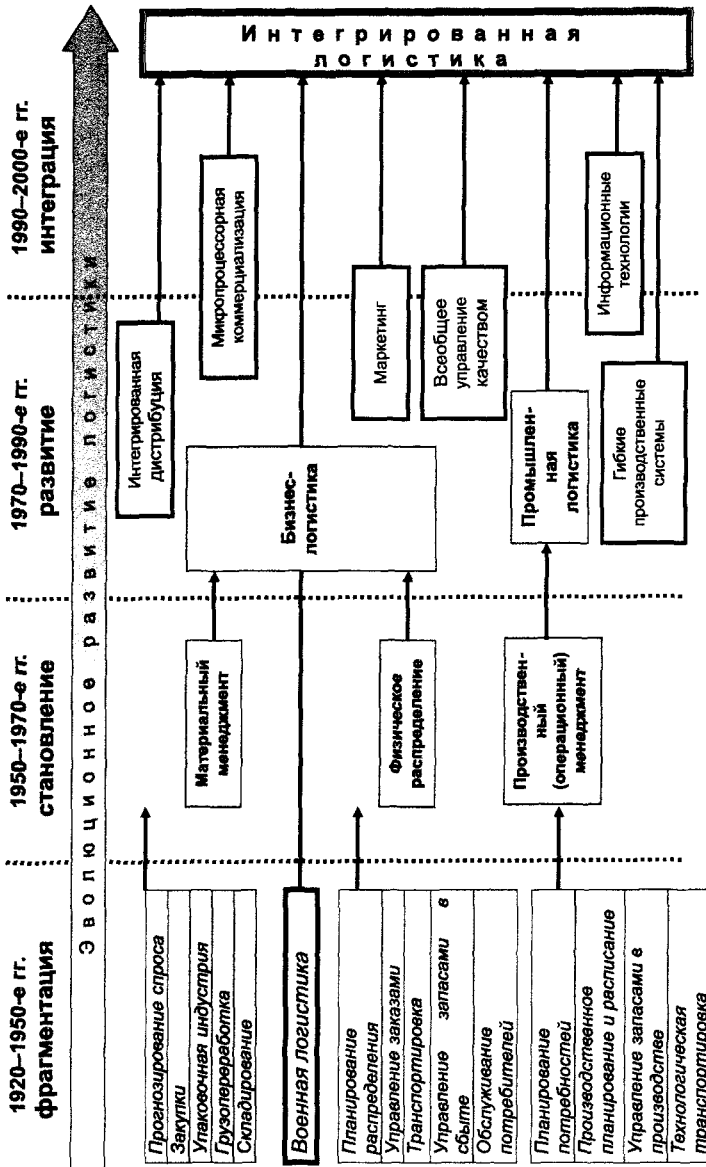 1920–1950-е гг.
фрагментация
1950–1970-е гг.
становление
1970–1990-е гг.
развитие
1990–2000-е гг.
интеграция
Эволюционное развитие логистики
Прогнозирование спроса
Закупки
Упаковочная индустрия
Грузопереработка
Складирование
Военная логистика
Планирование
распределения
Управление заказами
Транспортировка
Управление запасами в
сбыте
Обслуживание
потребителей
Планирование
потребностей
Производственное
планирование и расписание
Управление запасами в
производстве
Технологическая
транспортировка
Материальный
менеджмент
Физическое
распределение
Производствен-
ный
(операционный)
менеджмент
Интегрированная
дистрибуция
Бизнес-
логистика
Промышлен-
ная
логистика
Гибкие
производственные
системы
Микропроцессорная
коммерциализация
Маркетинг
Всеобщее
управление
качеством
Информационные
технологии
Интегрированная
логистика